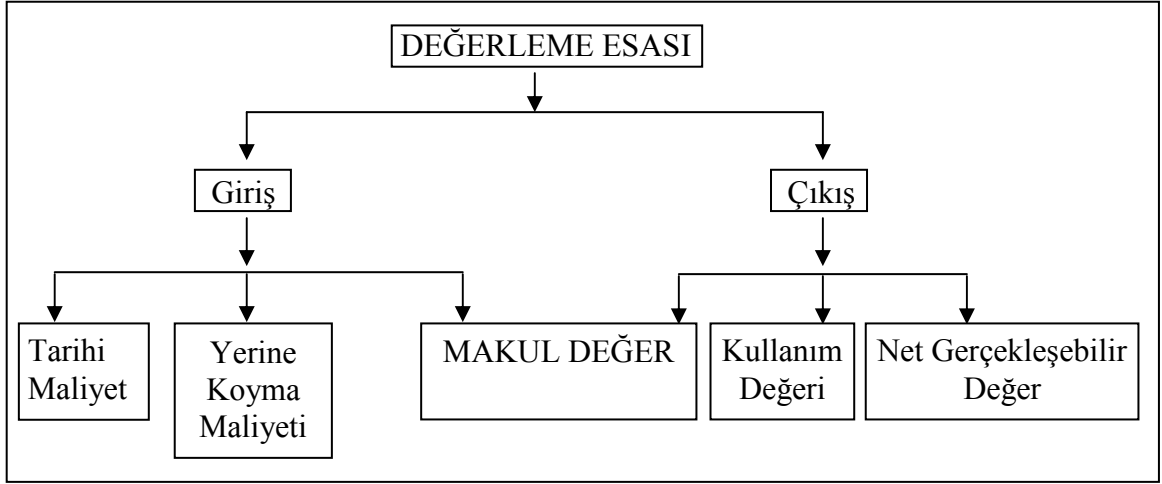 DEĞERLEME ESASI
Giriş
Çıkış
Tarihi
Maliyet
Yerine
Koyma
Maliyeti
MAKUL DEĞER
Kullanım
Değeri
Net Gerçekleşebilir
Değer